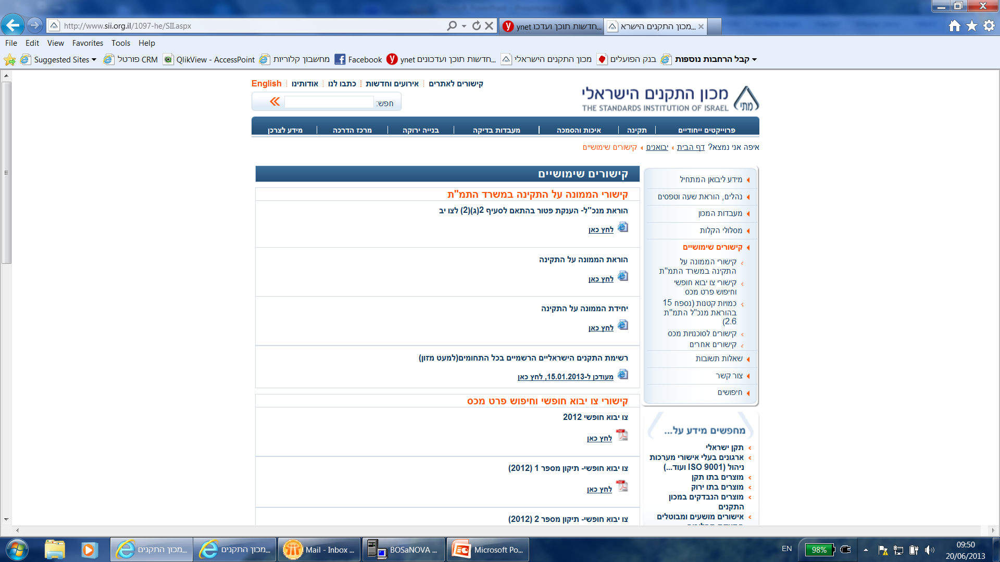 http://www.sii.org.il/1097-he/SII.aspx
ynet חדשות תוכן ועדכו...
מכון התקנים הישרא...
File Edit View Favorites Tools Help
Suggested Sites
פורטל CRM
QlikView - AccessPoint
מחשבון קלוריות
Facebook
ynet חדשות תוכן ועדכונים...
מכון התקנים הישראלי
בנק הפועלים
קבל הרחבות נוספות
קישורים לאתרים
אירועים וחדשות
כתבו לנו
אודותינו
English
חפש:
מכון התקנים הישראלי
THE STANDARDS INSTITUTION OF ISRAEL
מתי
פרוייקטים ייחודיים
תקינה
איכות והסמכה
מעבדות בדיקה
בנייה ירוקה
מרכז הדרכה
מידע לצרכן
איפה אני נמצא? דף הבית יבואנים קישורים שימושיים
מידע ליבואן המתחיל
נהלים, הוראת שעה וטפסים
מעבדות המכון
מסלולי הקלות
קישורים שימושיים
קישורי הממונה על
התקינה במשרד התמ"ת
קישורי צו יבוא חופשי
וחיפוש פרט מכס
כמויות קטנות (נספח 15
בהוראת מנכ"ל התמ"ת
2.6)
קישורים לסוכנויות מכס
קישורים אחרים
שאלות תשובות
צור קשר
חיפושים
מחפשים מידע על...
תקן ישראלי
ארגונים בעלי אישורי מערכות
ניהול (ISO 9001 ועוד...)
מוצרים בתו תקן
מוצרים בתו ירוק
מוצרים הנבדקים במכון
התקנים
אישורים מושעים ומבוטלים
קישורים שימושיים
קישורי הממונה על התקינה במשרד התמ"ת
הוראת מנכ"ל- הענקת פטור בהתאם לסעיף 2(ג)(2) לצו יב
לחץ כאן
הוראת הממונה על התקינה
לחץ כאן
יחידת הממונה על התקינה
לחץ כאן
רשימת התקנים הישראליים הרשמיים בכל התחומים(למעט מזון)
מעודכן ל-15.01.2013, לחץ כאן
קישורי צו יבוא חופשי וחיפוש פרט מכס
צו יבוא חופשי 2012
לחץ כאן
צו יבוא חופשי- תיקון מספר 1 (2012)
לחץ כאן
צו יבוא חופשי- תיקון מספר 2 (2012)
מכון התקנים...
מכון התקנים...
Mail - Inbox ...
BOSaNOVA ...
Microsoft Po...
EN
98%
09:50
20/06/2013